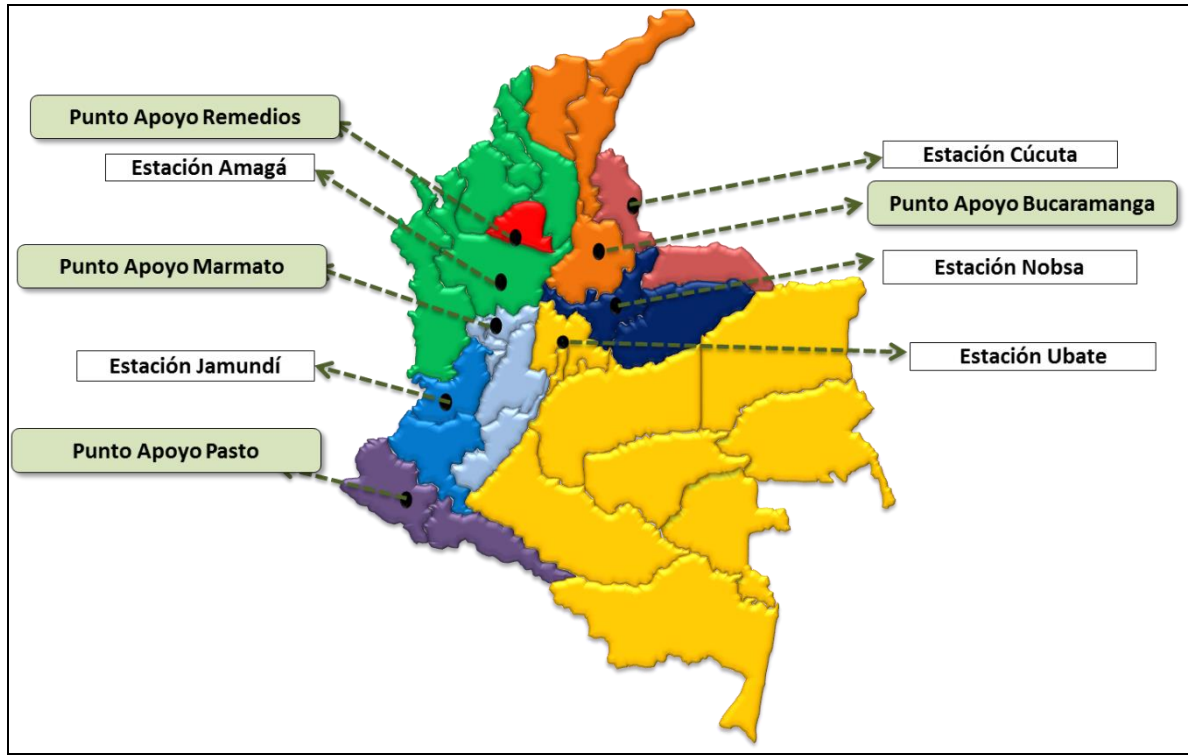 Punto Apoyo Remedios
Estación Amagá
Punto Apoyo Marmato
Estación Jamundí
Punto Apoyo Pasto
Estación Cúcuta
Punto Apoyo Bucaramanga
Estación Nobsa
Estación Ubate